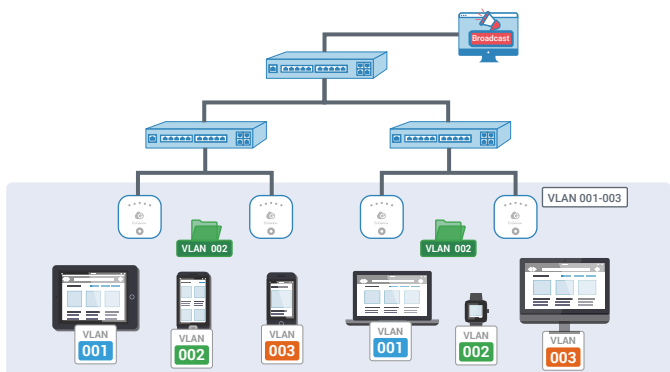 Broadcast
VLAN 001-003
VLAN 002
VLAN 002
VLAN
001
VLAN
002
VLAN
003
VLAN
001
VLAN
002
VLAN
003